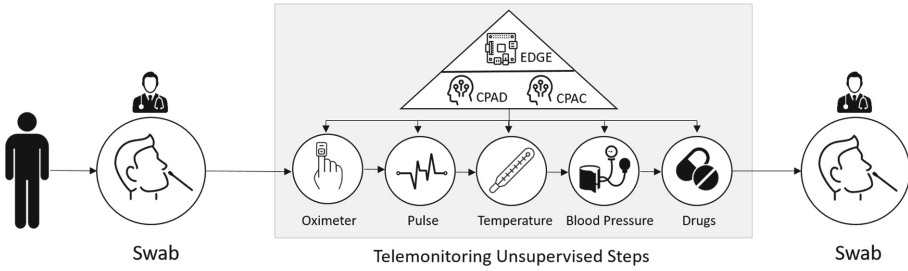 EDGE
CPAD CPAC
Oximeter Pulse Temperature Blood Pressure Drugs
Swab Telemonitoring Unsupervised Steps Swab